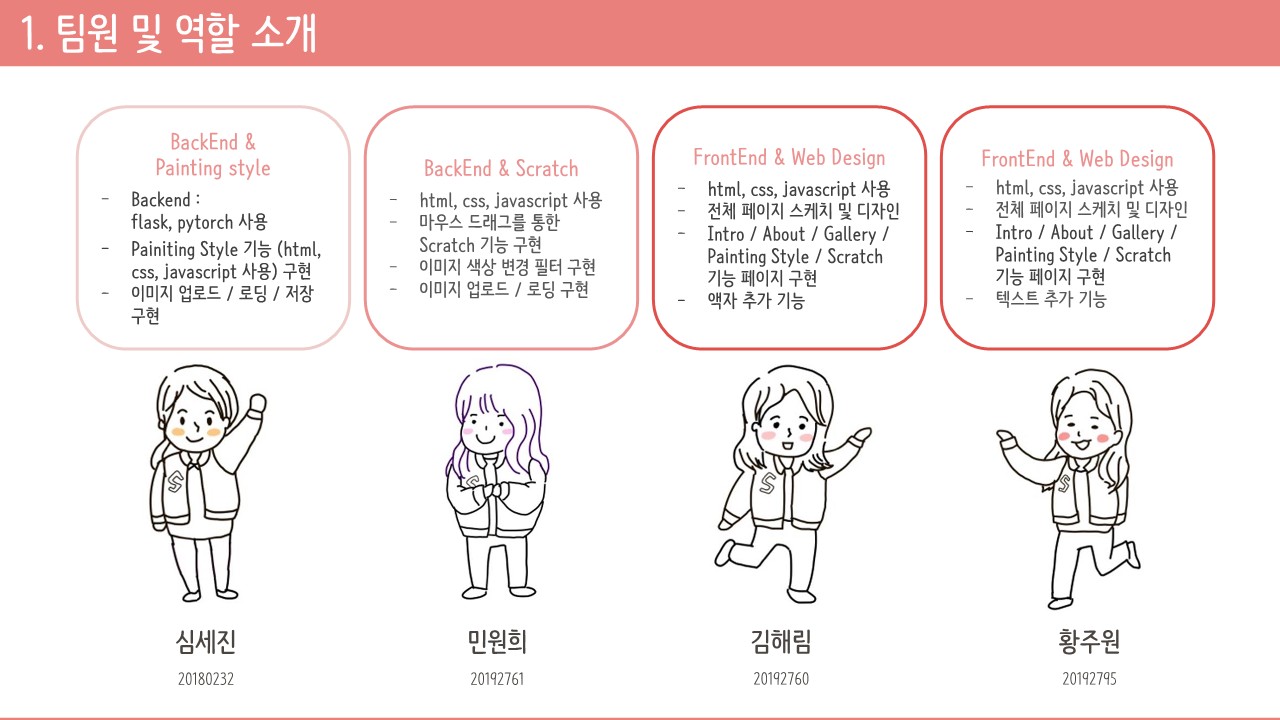 1. 팀원 및 역할 소개
BackEnd &
Painting style
- Backend :
flask, pytorch 사용
- Painiting Style 기능 (html,
css, javascript 사용) 구현
- 이미지 업로드 / 로딩 / 저장
구현
BackEnd & Scratch
- html, css, javascript 사용
- 마우스 드래그를 통한
Scratch 기능 구현
- 이미지 색상 변경 필터 구현
- 이미지 업로드 / 로딩 구현
FrontEnd & Web Design
- html, css, javascript 사용
- 전체 페이지 스케치 및 디자인
- Intro / About / Gallery /
Painting Style / Scratch
기능 페이지 구현
- 액자 추가 기능
FrontEnd & Web Design
- html, css, javascript 사용
- 전체 페이지 스케치 및 디자인
- Intro / About / Gallery /
Painting Style / Scratch
기능 페이지 구현
- 텍스트 추가 기능
S
S
S
S
심세진
20180232
민원희
20192761
김해림
20192760
황주원
20192795